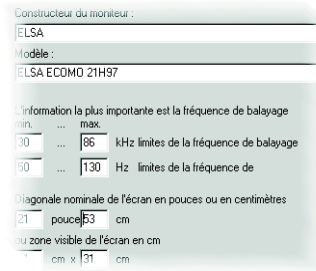 Constructeur du moniteur :
ELSA
Modèle :
ELSA ECOMO 21H97
L'information la plus importante est la fréquence de balayage
min. ... max.
30 ... 86 kHz limites de la fréquence de balayage
50 ... 130 Hz limites de la fréquence de
Diagonale nominale de l'écran en pouces ou en centimètres
21 pouce 53 cm
ou zone visible de l'écran en cm
cm x 31 cm